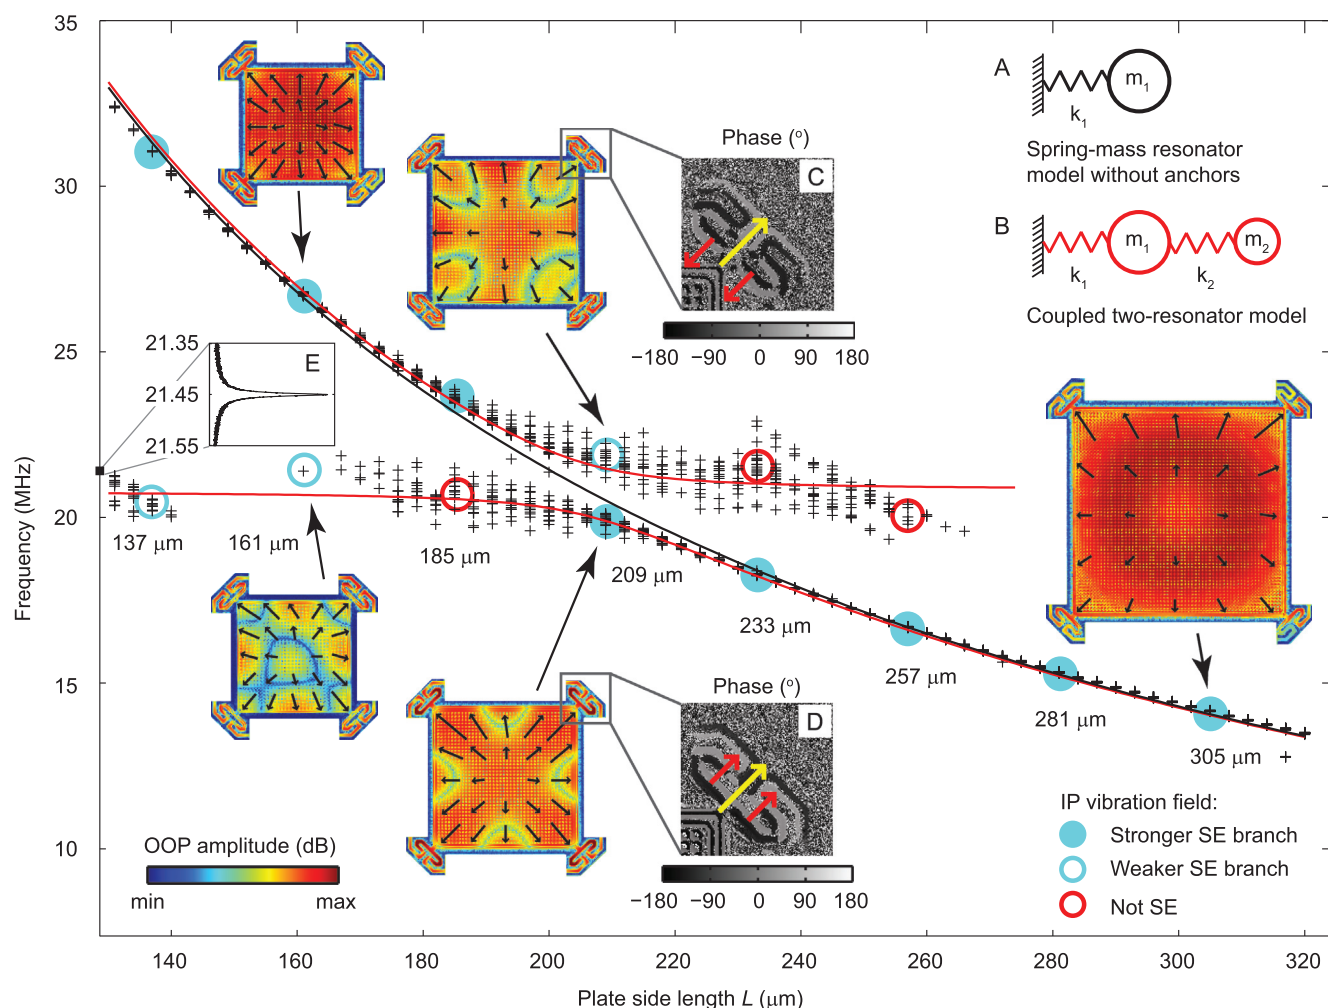 35
30
25
20
15
10
Frequency (MHz)
140
160
180
200
220
240
260
280
300
320
Plate side length L (μm)
A
m1
k1
Spring-mass resonator
model without anchors
B
m1
m2
k1
k2
Coupled two-resonator model
Phase (°)
C
−180 −90 0 90 180
21.35
21.45
21.55
E
137 μm
161 μm
185 μm
209 μm
233 μm
257 μm
281 μm
305 μm
Phase (°)
D
−180 −90 0 90 180
OOP amplitude (dB)
min max
IP vibration field:
Stronger SE branch
Weaker SE branch
Not SE